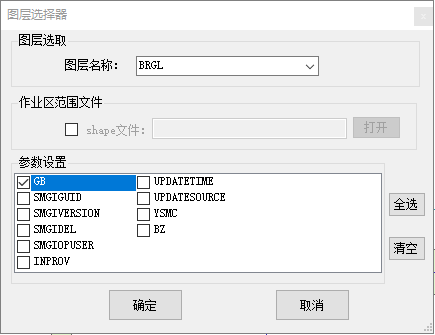 图层选择器
图层选取
图层名称： BRGL
作业区范围文件
shape文件： 打开
参数设置
GB UPDATETIME
SMGIGUID UPDATESOURCE
SMGIVERSION YSMC
SMGIDEL BZ
SMGIOPUSER
INPROV
全选
清空
确定 取消